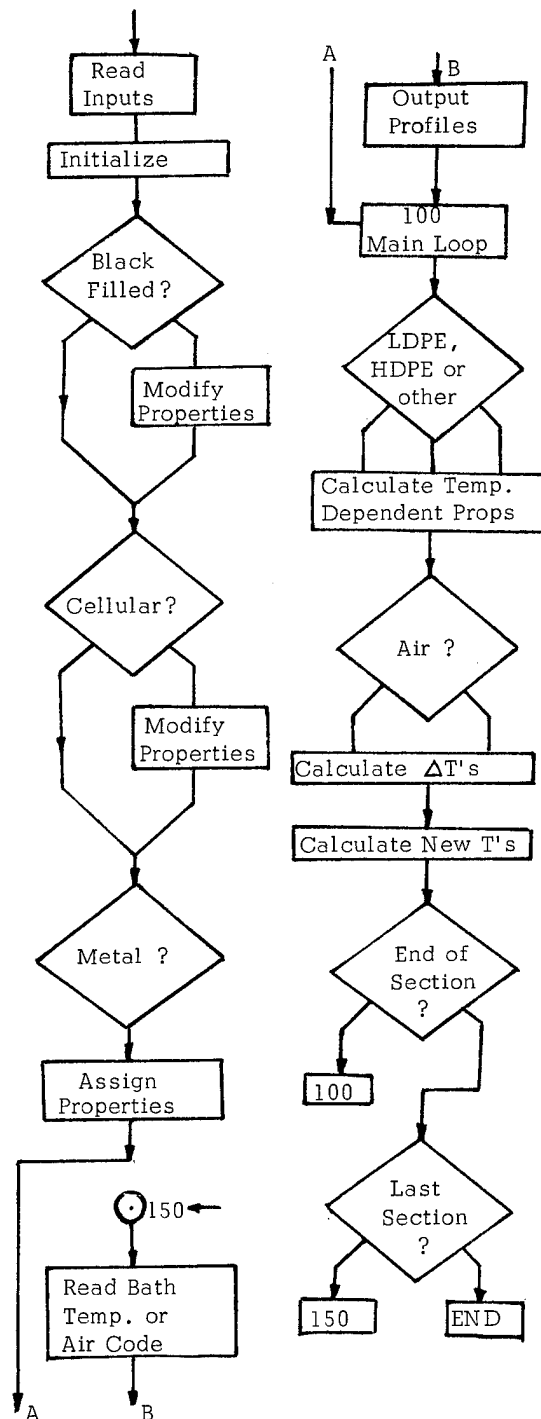 Read
Inputs
Initialize
Black
Filled?
Modify
Properties
Cellular?
Modify
Properties
Metal ?
Assign
Properties
150
Read Bath
Temp. or
Air Code
A
B
A
B
Output
Profiles
100
Main Loop
LDPE,
HDPE or
other
Calculate Temp.
Dependent Props
Air ?
Calculate ΔT's
Calculate New T's
End of
Section
?
100
Last
Section
?
150
END